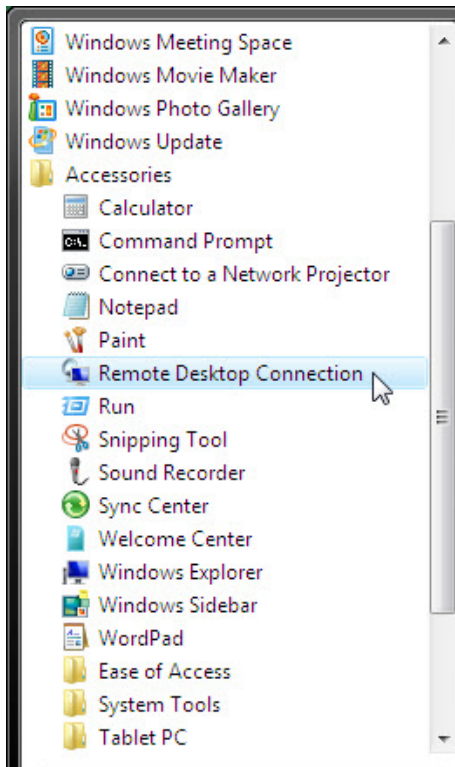 Windows Meeting Space
Windows Movie Maker
Windows Photo Gallery
Windows Update
Accessories
Calculator
Command Prompt
Connect to a Network Projector
Notepad
Paint
Remote Desktop Connection
Run
Snipping Tool
Sound Recorder
Sync Center
Welcome Center
Windows Explorer
Windows Sidebar
WordPad
Ease of Access
System Tools
Tablet PC